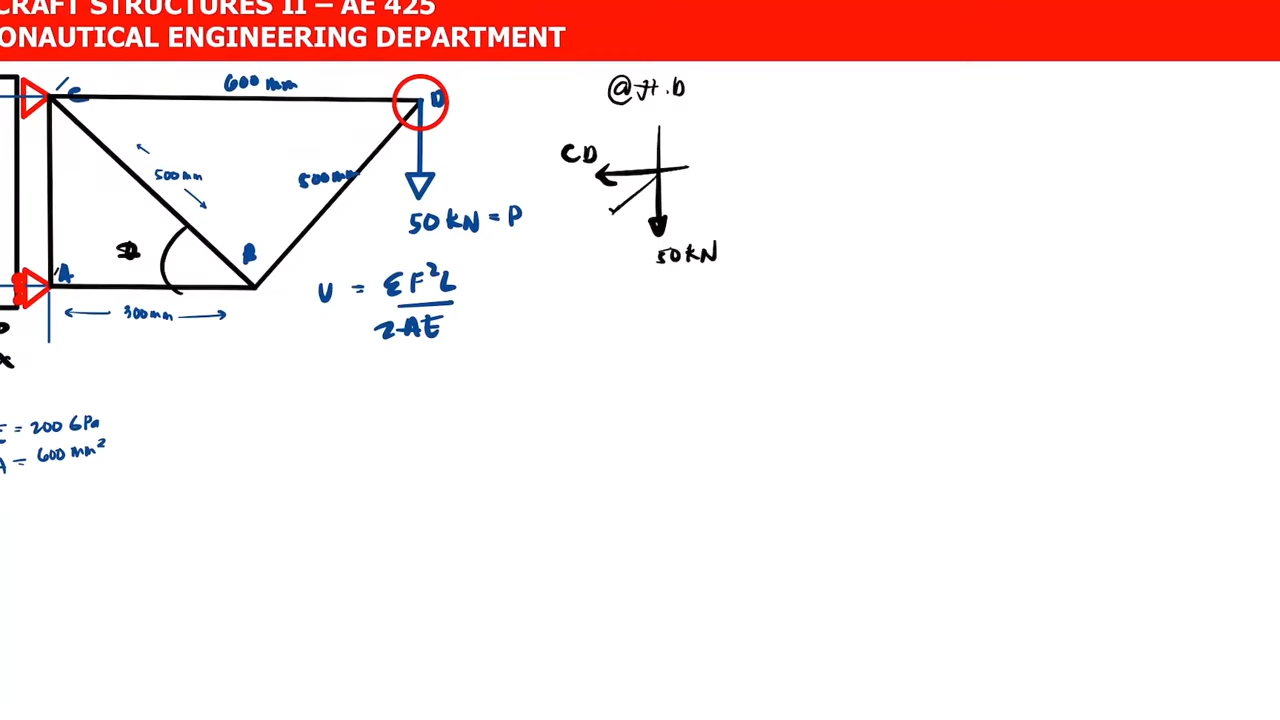 CRAFT STRUCTURES II – AE 425
ONAUTICAL ENGINEERING DEPARTMENT
600 mm
C
D
@ Jt. D
CD
500 mm
500 mm
50 kN = P
50 kN
B
A
300 mm
U = ΣF²L
2AE
= 200 GPa
A = 600 mm²